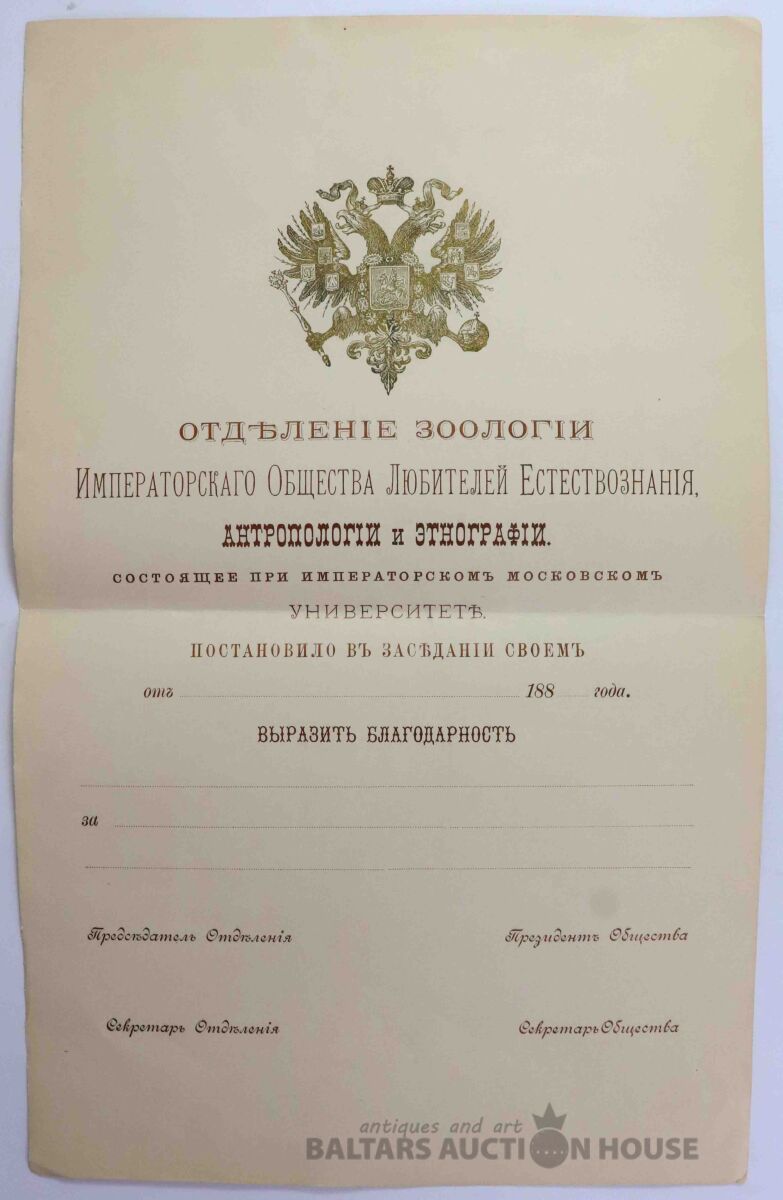 ОТДѢЛЕНІЕ ЗООЛОГІИ
ИМПЕРАТОРСКАГО ОБЩЕСТВА ЛЮБИТЕЛЕЙ ЕСТЕСТВОЗНАНІЯ,
АНТРОПОЛОГІИ и ЭТНОГРАФІИ.
СОСТОЯЩЕЕ ПРИ ИМПЕРАТОРСКОМЪ МОСКОВСКОМЪ
УНИВЕРСИТЕТѢ.
ПОСТАНОВИЛО ВЪ ЗАСѢДАНІИ СВОЕМЪ
отъ 188 года.
ВЫРАЗИТЬ БЛАГОДАРНОСТЬ
за
Предсѣдатель Отдѣленія Президентъ Общества
Секретарь Отдѣленія Секретарь Общества
antiques and art
BALTARS AUCTION HOUSE